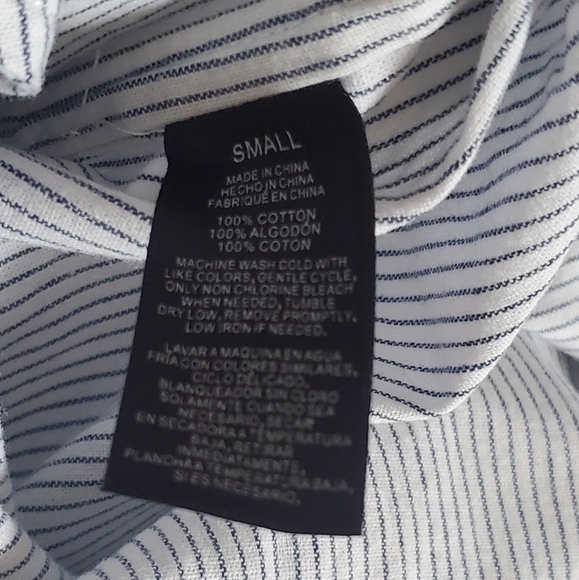 SMALL
MADE IN CHINA
HECHO IN CHINA
FABRIQUÉ EN CHINA
100% COTTON
100% ALGODÓN
100% COTON
MACHINE WASH COLD WITH
LIKE COLORS, GENTLE CYCLE,
ONLY NON CHLORINE BLEACH
WHEN NEEDED, TUMBLE
DRY LOW, REMOVE PROMPTLY,
LOW IRON IF NEEDED.
LAVAR A MAQUINA EN AGUA
FRIA CON COLORES SIMILARES,
CICLO DELICADO,
BLANQUEADOR SIN CLORO
SOLAMENTE CUANDO SEA
NECESARIO, SECAR
EN SECADORA A TEMPERATURA
BAJA, RETIRAR
INMEDIATAMENTE,
PLANCHA A TEMPERATURA BAJA,
SI ES NECESARIO.